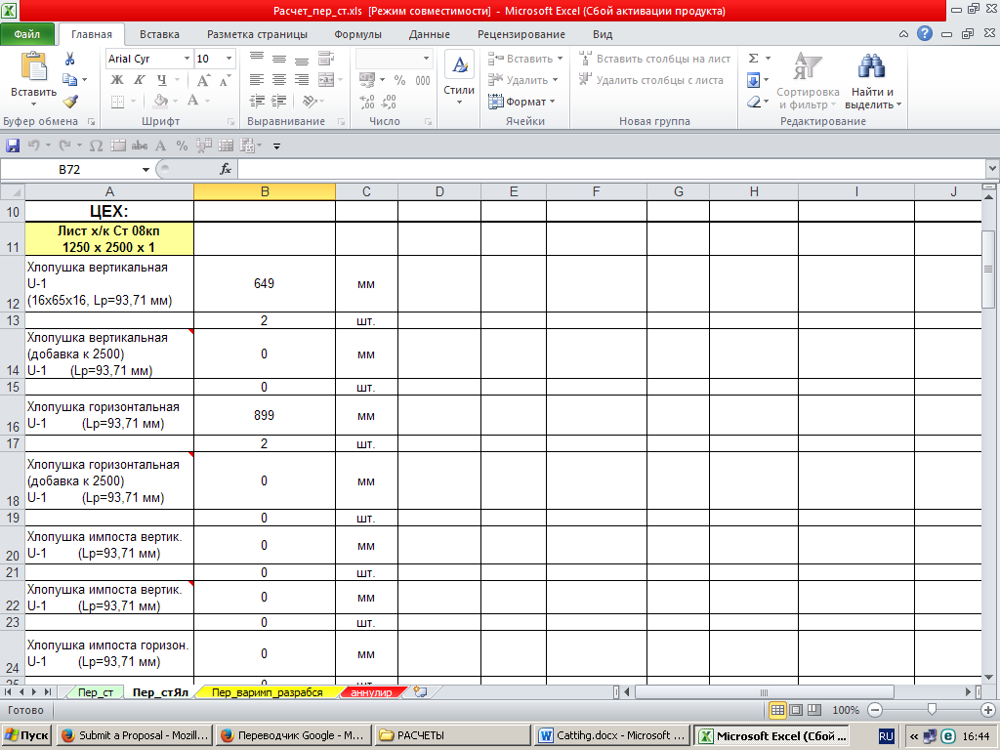 Расчет_пер_ст.xls [Режим совместимости] - Microsoft Excel (Сбой активации продукта)
Файл Главная Вставка Разметка страницы Формулы Данные Рецензирование Вид
Arial Cyr 10
Вставить Стили
Вставить Удалить Формат
Вставить столбцы на лист
Удалить столбцы с листа
Сортировка и фильтр
Найти и выделить
Буфер обмена Шрифт Выравнивание Число Ячейки Новая группа Редактирование
B72 fx
A B C D E F G H I J
10 ЦЕХ:
Лист х/к Ст 08кп
11 1250 х 2500 х 1
Хлопушка вертикальная
U-1 649 мм
12 (16х65х16, Lp=93,71 мм)
13 2 шт.
Хлопушка вертикальная
(добавка к 2500) 0 мм
14 U-1 (Lp=93,71 мм)
15 0 шт.
Хлопушка горизонтальная 899 мм
16 U-1 (Lp=93,71 мм)
17 2 шт.
Хлопушка горизонтальная
(добавка к 2500) 0 мм
18 U-1 (Lp=93,71 мм)
19 0 шт.
Хлопушка импоста вертик. 0 мм
20 U-1 (Lp=93,71 мм)
21 0 шт.
Хлопушка импоста вертик. 0 мм
22 U-1 (Lp=93,71 мм)
23 0 шт.
Хлопушка импоста горизон. 0 мм
24 U-1 (Lp=93,71 мм)
25 0 шт.
Пер_ст Пер_стЯл Пер_варимп_разрабся аннулир
Готово 100%
Пуск Submit a Proposal - Mozill... Переводчик Google - M... РАСЧЕТЫ Cattihg.docx - Microsoft ... Microsoft Excel (Сбой ... RU « 16:44